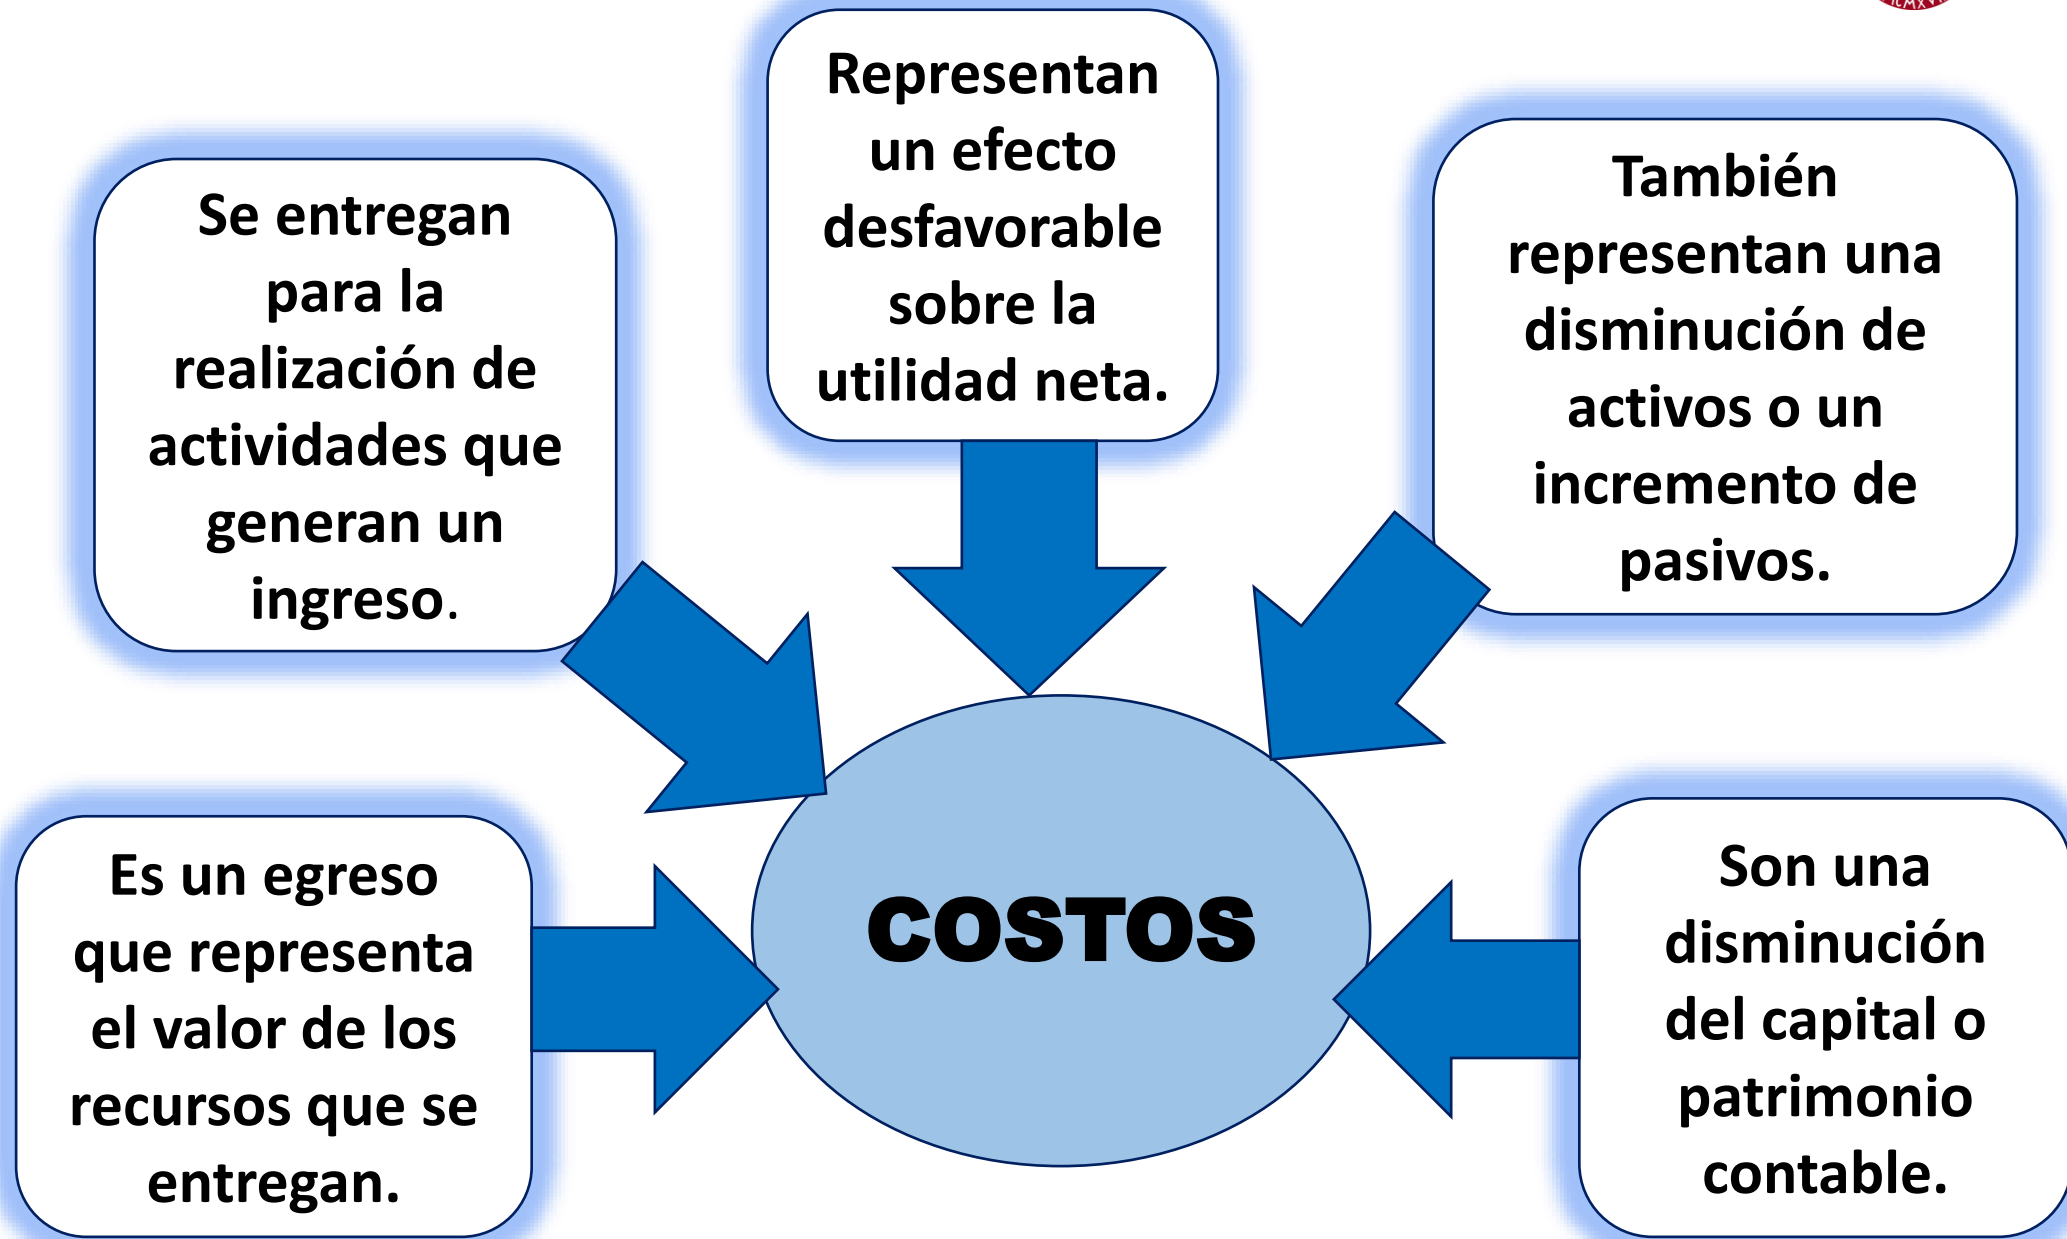 Representan
un efecto
desfavorable
sobre la
utilidad neta.
Se entregan
para la
realización de
actividades que
generan un
ingreso.
También
representan una
disminución de
activos o un
incremento de
pasivos.
COSTOS
Es un egreso
que representa
el valor de los
recursos que se
entregan.
Son una
disminución
del capital o
patrimonio
contable.